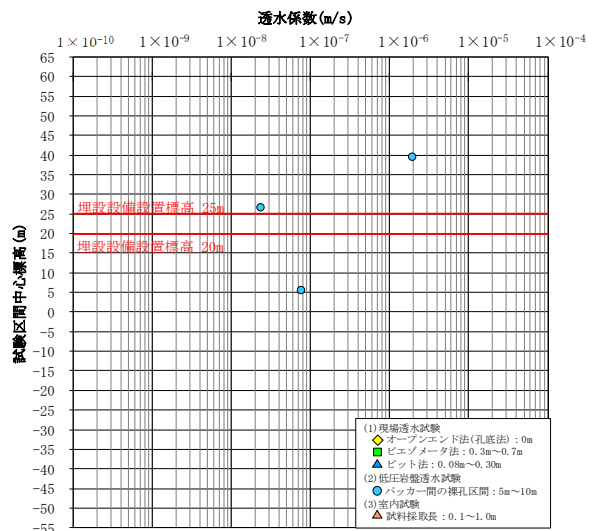 透水係数(m/s)
1×10⁻¹⁰ 1×10⁻⁹ 1×10⁻⁸ 1×10⁻⁷ 1×10⁻⁶ 1×10⁻⁵ 1×10⁻⁴
試験区間中心標高(m)
65
60
55
50
45
40
35
30
25
20
15
10
5
0
-5
-10
-15
-20
-25
-30
-35
-40
-45
-50
-55
埋設設備設置標高 25m
埋設設備設置標高 20m
(1)現場透水試験
オープンエンド法(孔底法):0m
ピエゾメータ法:0.3m～0.7m
ピット法:0.08m～0.30m
(2)低圧岩盤透水試験
パッカー間の裸孔区間:5m～10m
(3)室内試験
試料採取長:0.1～1.0m